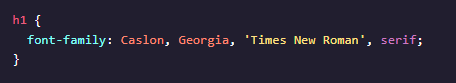 h1 {
  font-family: Caslon, Georgia, 'Times New Roman', serif;
}